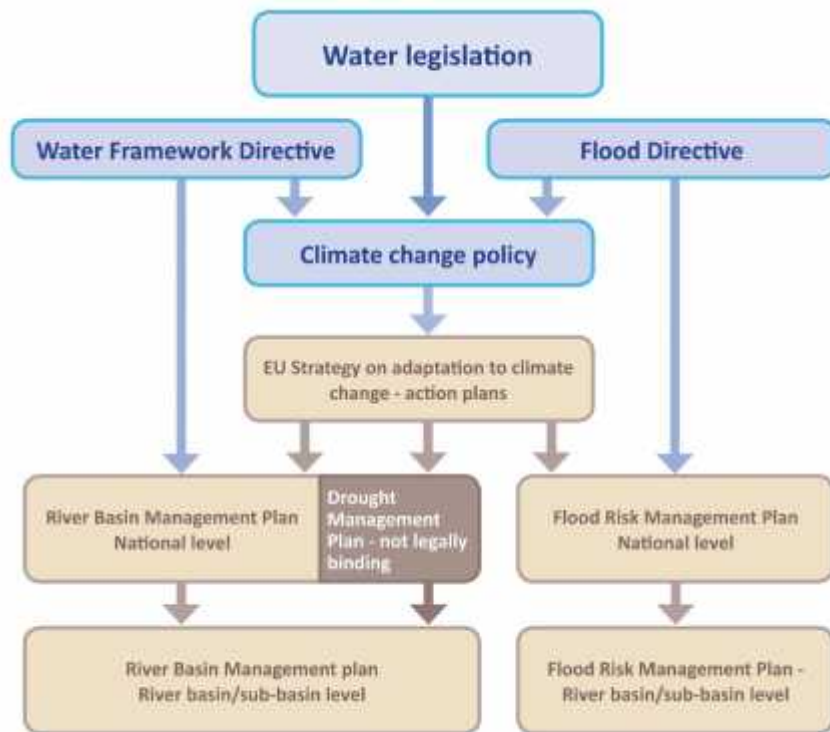 Water legislation
Water Framework Directive
Flood Directive
Climate change policy
EU Strategy on adaptation to climate
change - action plans
River Basin Management Plan
National level
Drought
Management
Plan - not legally
binding
Flood Risk Management Plan
National level
River Basin Management plan
River basin/sub-basin level
Flood Risk Management Plan -
River basin/sub-basin level